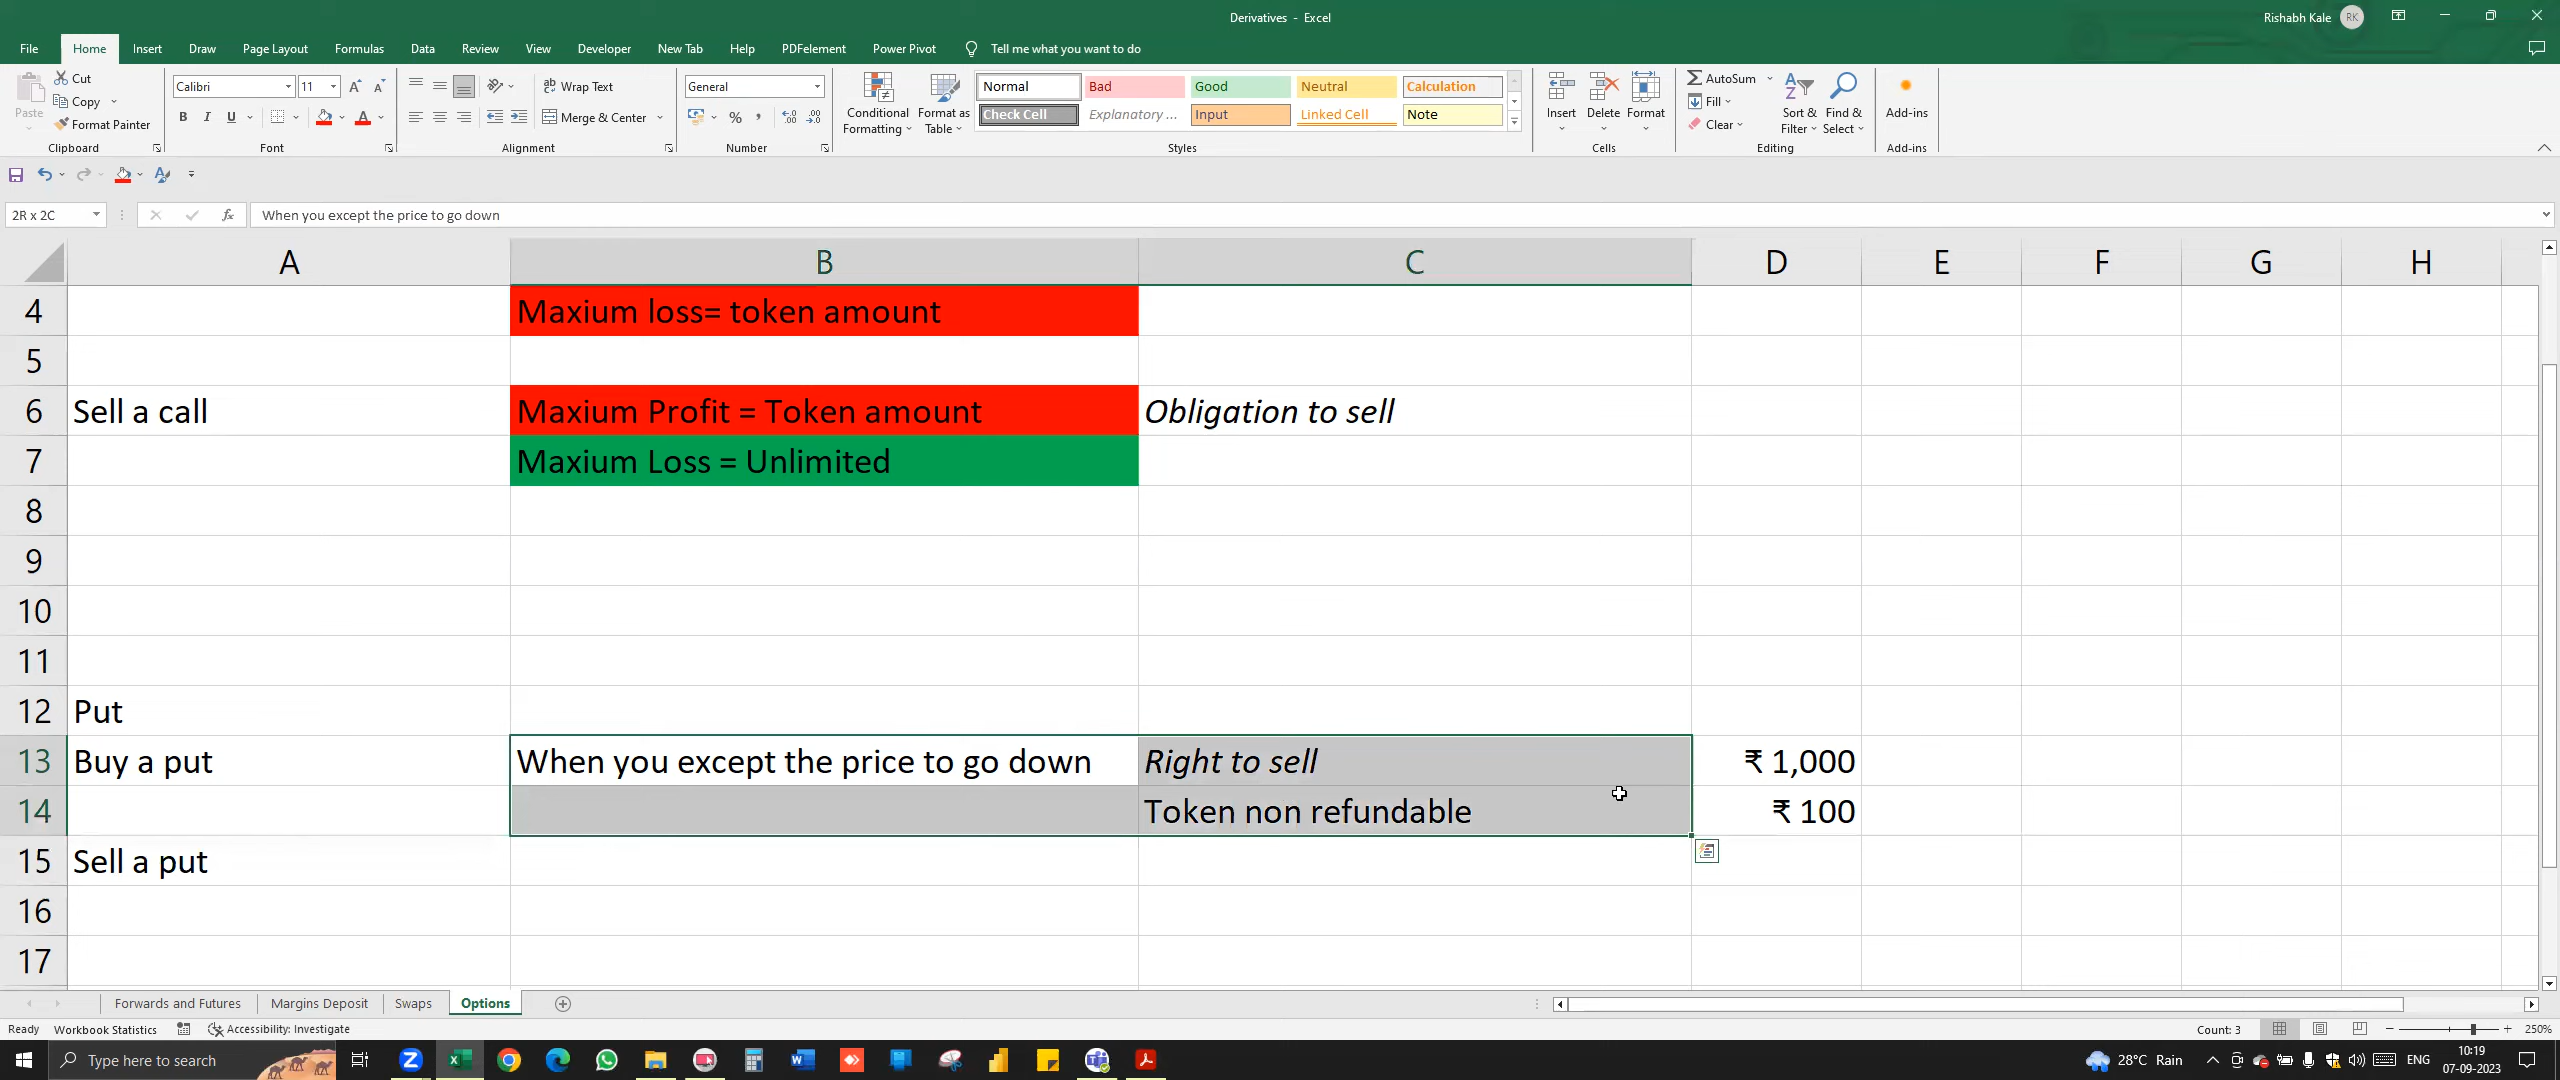 Derivatives - Excel
Rishabh Kale
RK
File Home Insert Draw Page Layout Formulas Data Review View Developer New Tab Help PDFelement Power Pivot Tell me what you want to do
Paste
Cut
Copy
Format Painter
Clipboard
Calibri 11
B I U
Font
ab Wrap Text
Merge & Center
Alignment
General
% ,
Number
Conditional Formatting
Format as Table
Normal Bad Good Neutral Calculation
Check Cell Explanatory ... Input Linked Cell Note
Styles
Insert Delete Format
Cells
AutoSum
Fill
Clear
Sort & Filter
Find & Select
Editing
Add-ins
Add-ins
2R x 2C
fx
When you except the price to go down
A B C D E F G H
4 Maxium loss= token amount
5
6 Sell a call Maxium Profit = Token amount Obligation to sell
7 Maxium Loss = Unlimited
8
9
10
11
12 Put
13 Buy a put When you except the price to go down Right to sell ₹ 1,000
14 Token non refundable ₹ 100
15 Sell a put
16
17
Forwards and Futures Margins Deposit Swaps Options
Ready Workbook Statistics Accessibility: Investigate
Count: 3
250%
Type here to search
28°C Rain
ENG
10:19
07-09-2023